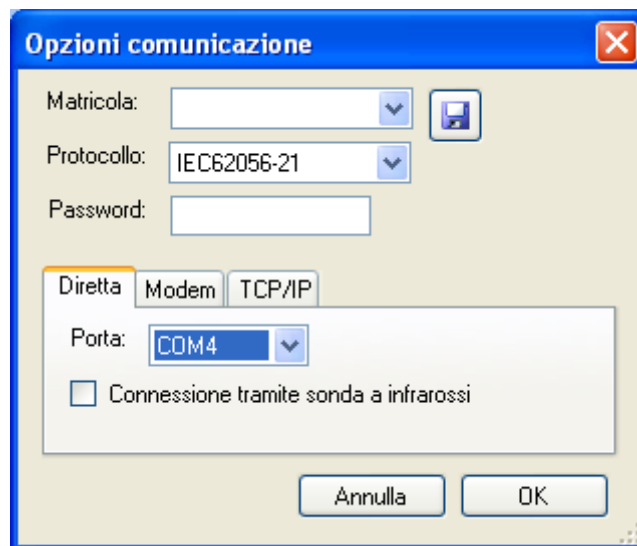 Opzioni comunicazione
Matricola:
Protocollo: IEC62056-21
Password:
Diretta Modem TCP/IP
Porta: COM4
Connessione tramite sonda a infrarossi
Annulla OK